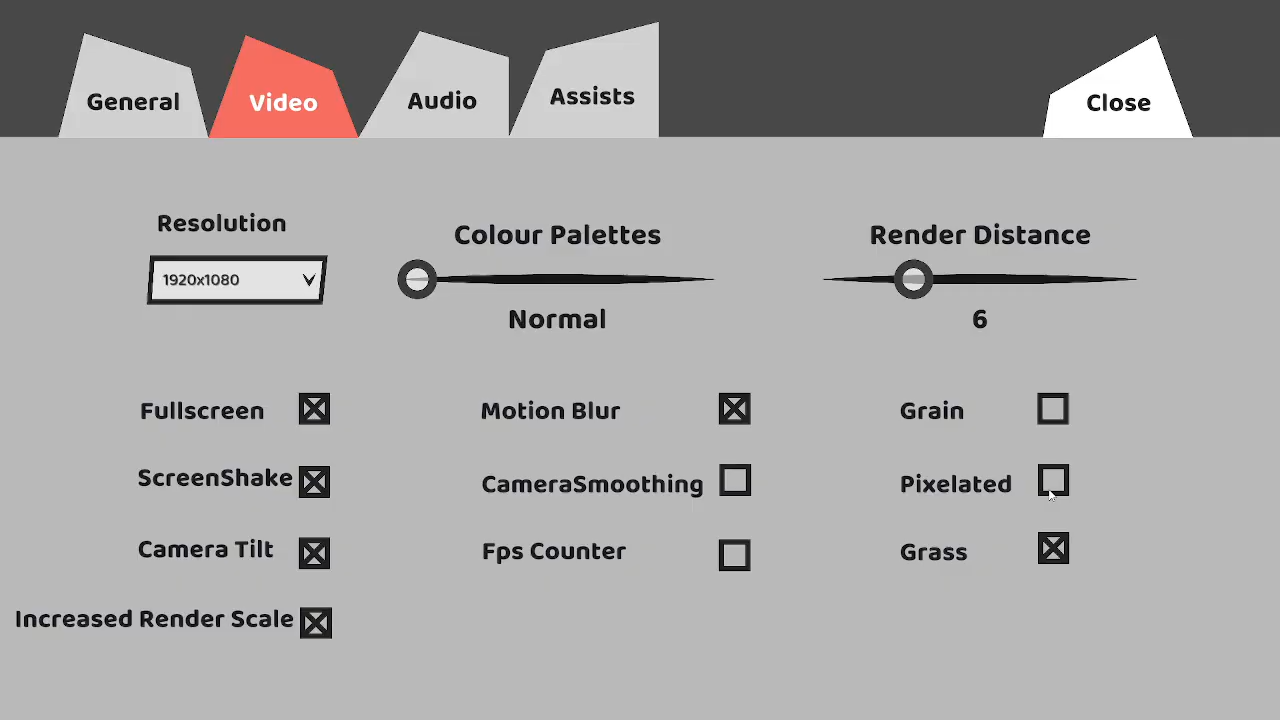 General
Video
Audio
Assists
Close
Resolution
1920x1080
Colour Palettes
Normal
Render Distance
6
Fullscreen
Motion Blur
Grain
ScreenShake
CameraSmoothing
Pixelated
Camera Tilt
Fps Counter
Grass
Increased Render Scale